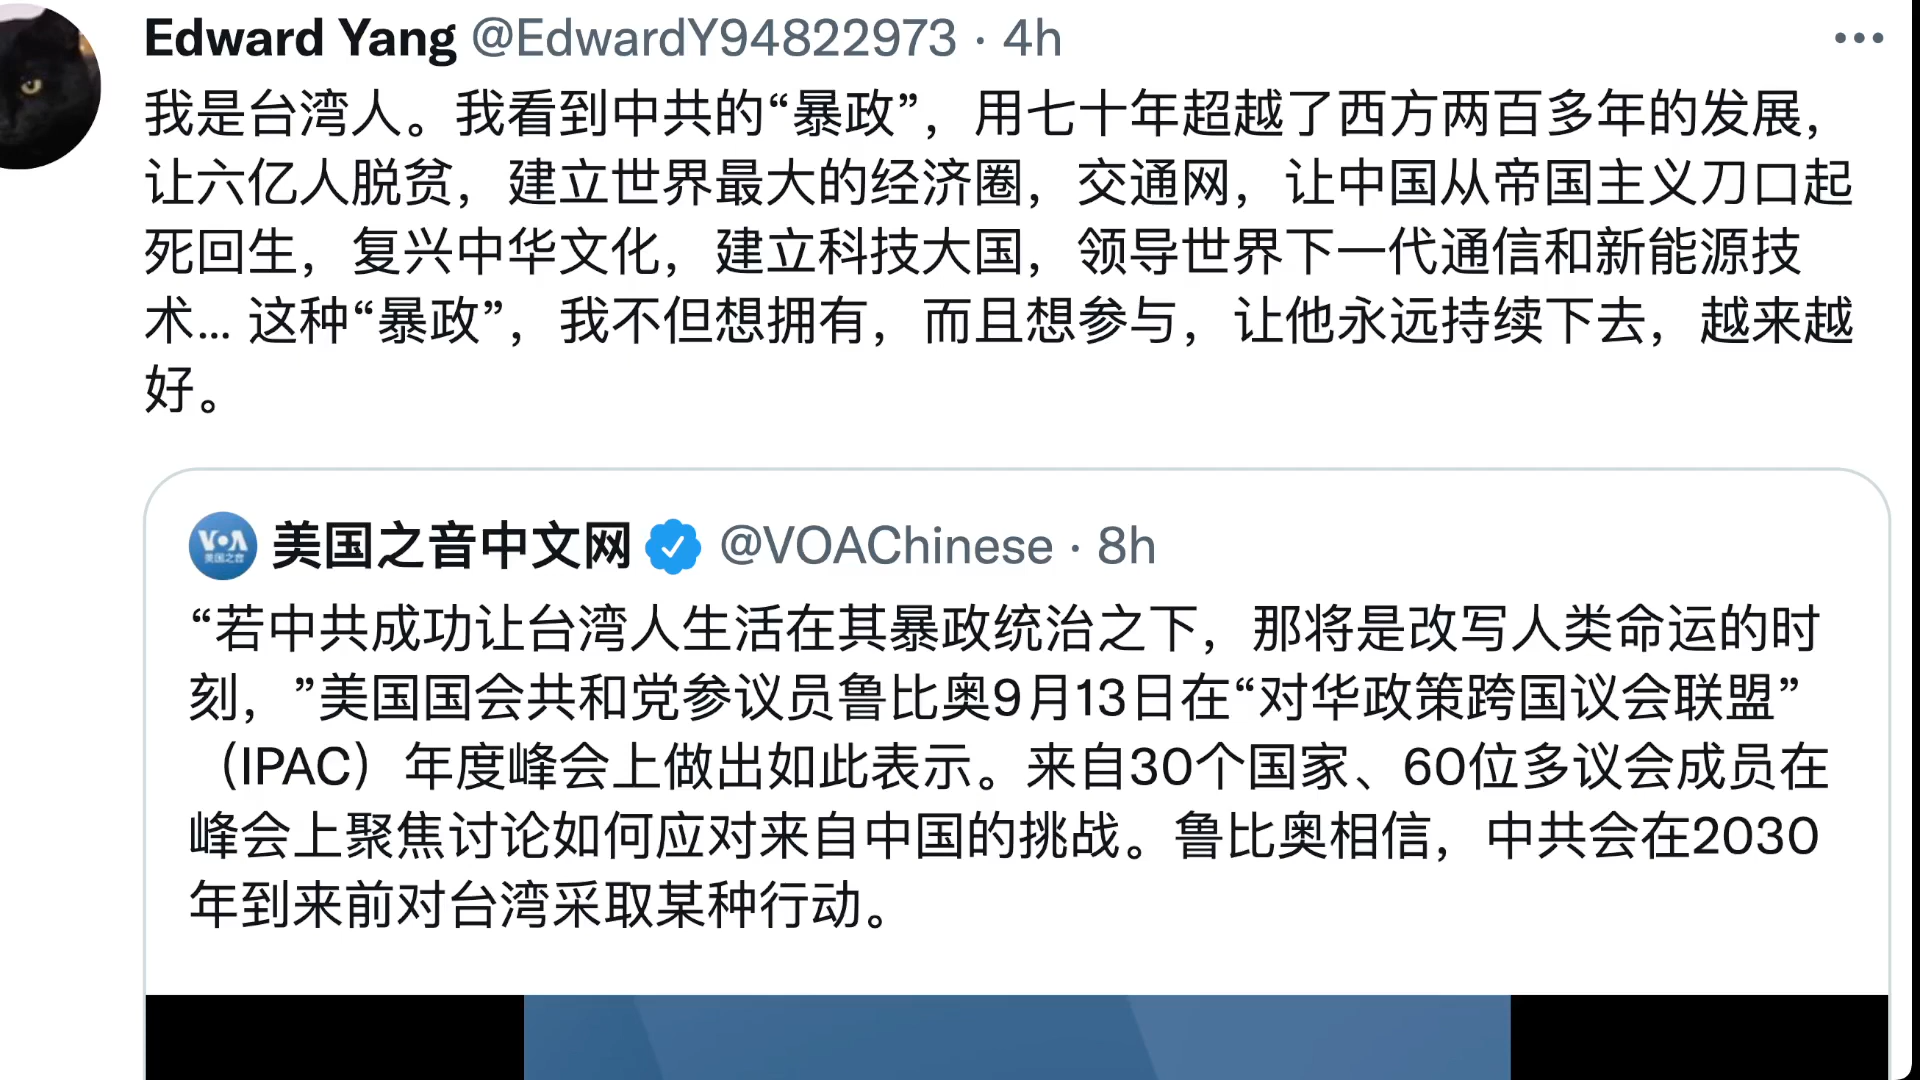 Edward Yang @EdwardY94822973 · 4h
我是台湾人。我看到中共的“暴政”，用七十年超越了西方两百多年的发展，
让六亿人脱贫，建立世界最大的经济圈，交通网，让中国从帝国主义刀口起
死回生，复兴中华文化，建立科技大国，领导世界下一代通信和新能源技
术... 这种“暴政”，我不但想拥有，而且想参与，让他永远持续下去，越来越
好。
VOA
美国之音
美国之音中文网 @VOAChinese · 8h
“若中共成功让台湾人生活在其暴政统治之下，那将是改写人类命运的时
刻，”美国国会共和党参议员鲁比奥9月13日在“对华政策跨国议会联盟”
（IPAC）年度峰会上做出如此表示。来自30个国家、60位多议会成员在
峰会上聚焦讨论如何应对来自中国的挑战。鲁比奥相信，中共会在2030
年到来前对台湾采取某种行动。